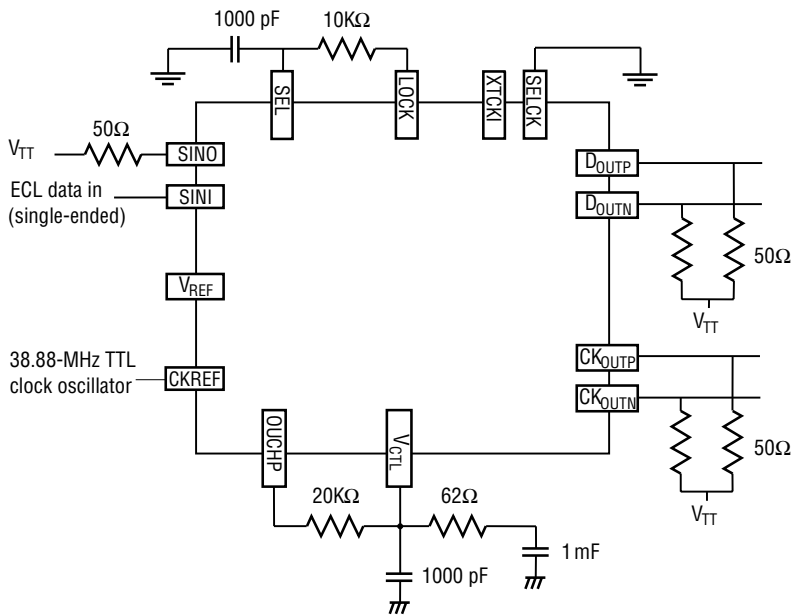 1000 pF
10KΩ
SEL
LOCK
XTCKI
SELCK
50Ω
VTT
SINO
ECL data in
(single-ended)
SINI
VREF
38.88-MHz TTL
clock oscillator
CKREF
DOUTP
DOUTN
50Ω
VTT
CKOUTP
CKOUTN
50Ω
VTT
OUCHP
VCTL
20KΩ
62Ω
1000 pF
1 mF